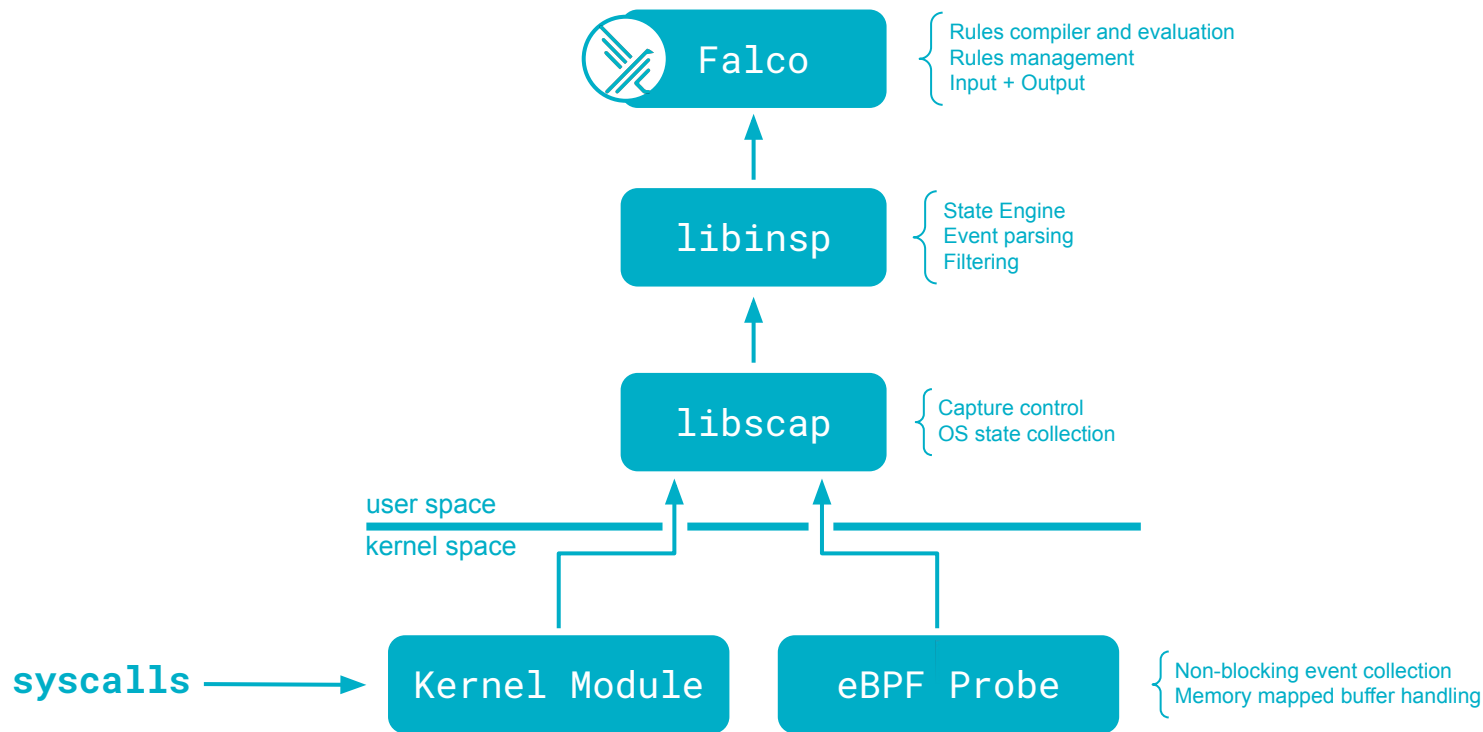 Falco
Rules compiler and evaluation
Rules management
Input + Output
libinsp
State Engine
Event parsing
Filtering
libscap
Capture control
OS state collection
user space
kernel space
syscalls
Kernel Module
eBPF Probe
Non-blocking event collection
Memory mapped buffer handling